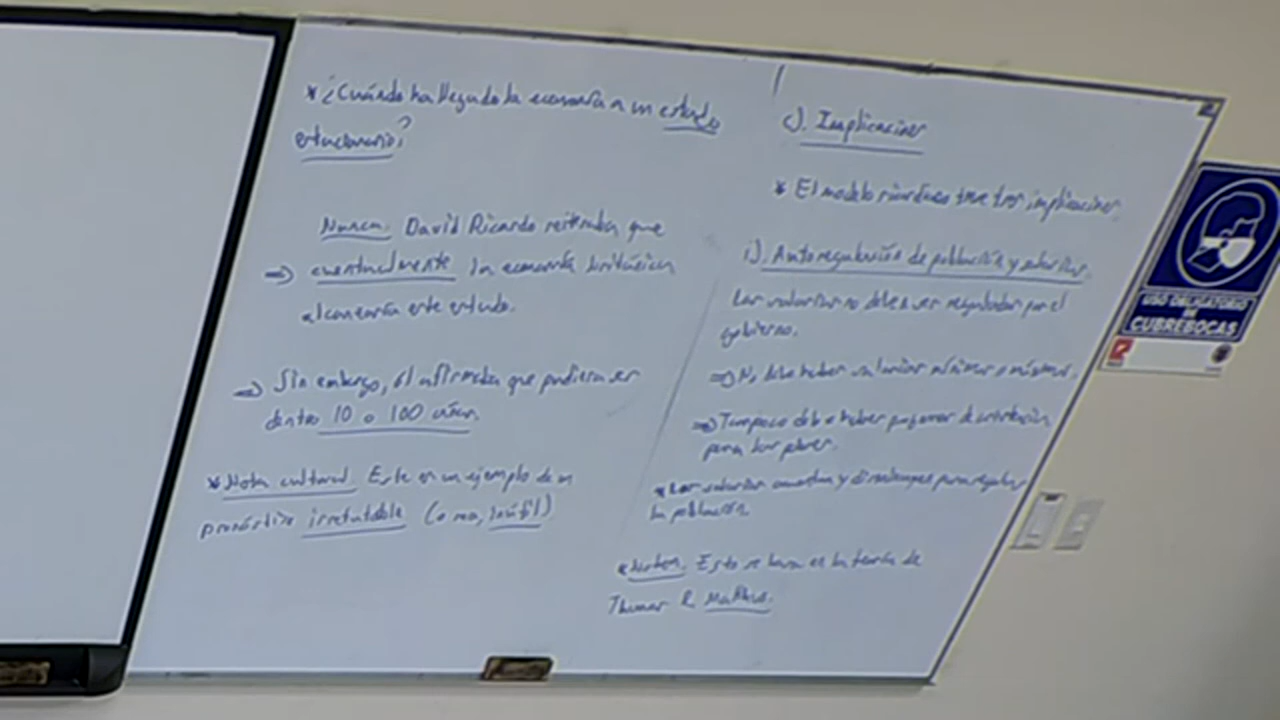 * ¿Cuándo ha llegado la economía a un estado
estacionario?
Nunca. David Ricardo reiteraba que
=> eventualmente la economía británica
alcanzaría este estado.
=> Sin embargo, él afirmaba que pudiera ser
dentro 10 o 100 años.
* Nota cultural. Este es un ejemplo de un
pronóstico irrefutable (o sea, inútil)
c). Implicaciones
* El modelo ricardiano tiene tres implicaciones.
i). Autoregulación de población y salarios.
Los salarios no deben ser regulados por el
gobierno.
=> No debe haber salarios mínimos o máximos.
=> Tampoco debe haber programas de
para los pobres.
* Los salarios aumentan y disminuyen para regular
la población.
* Noten. Esto se basa en la teoría de
Thomas R. Malthus.
USO OBLIGATORIO
DE
CUBREBOCAS